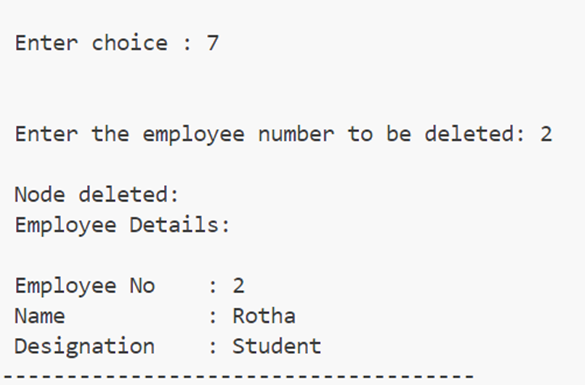 Enter choice : 7
Enter the employee number to be deleted: 2
Node deleted:
Employee Details:
Employee No    : 2
Name           : Rotha
Designation    : Student
-------------------------------------